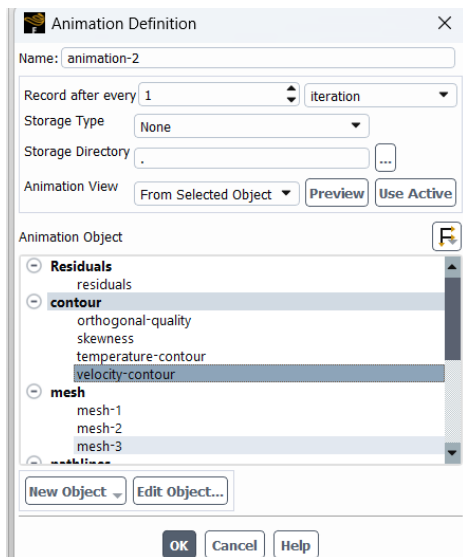 Animation Definition
Name: animation-2
Record after every 1 iteration
Storage Type None
Storage Directory . ...
Animation View From Selected Object Preview Use Active
Animation Object
Residuals
residuals
contour
orthogonal-quality
skewness
temperature-contour
velocity-contour
mesh
mesh-1
mesh-2
mesh-3
pathlines
New Object Edit Object...
OK Cancel Help